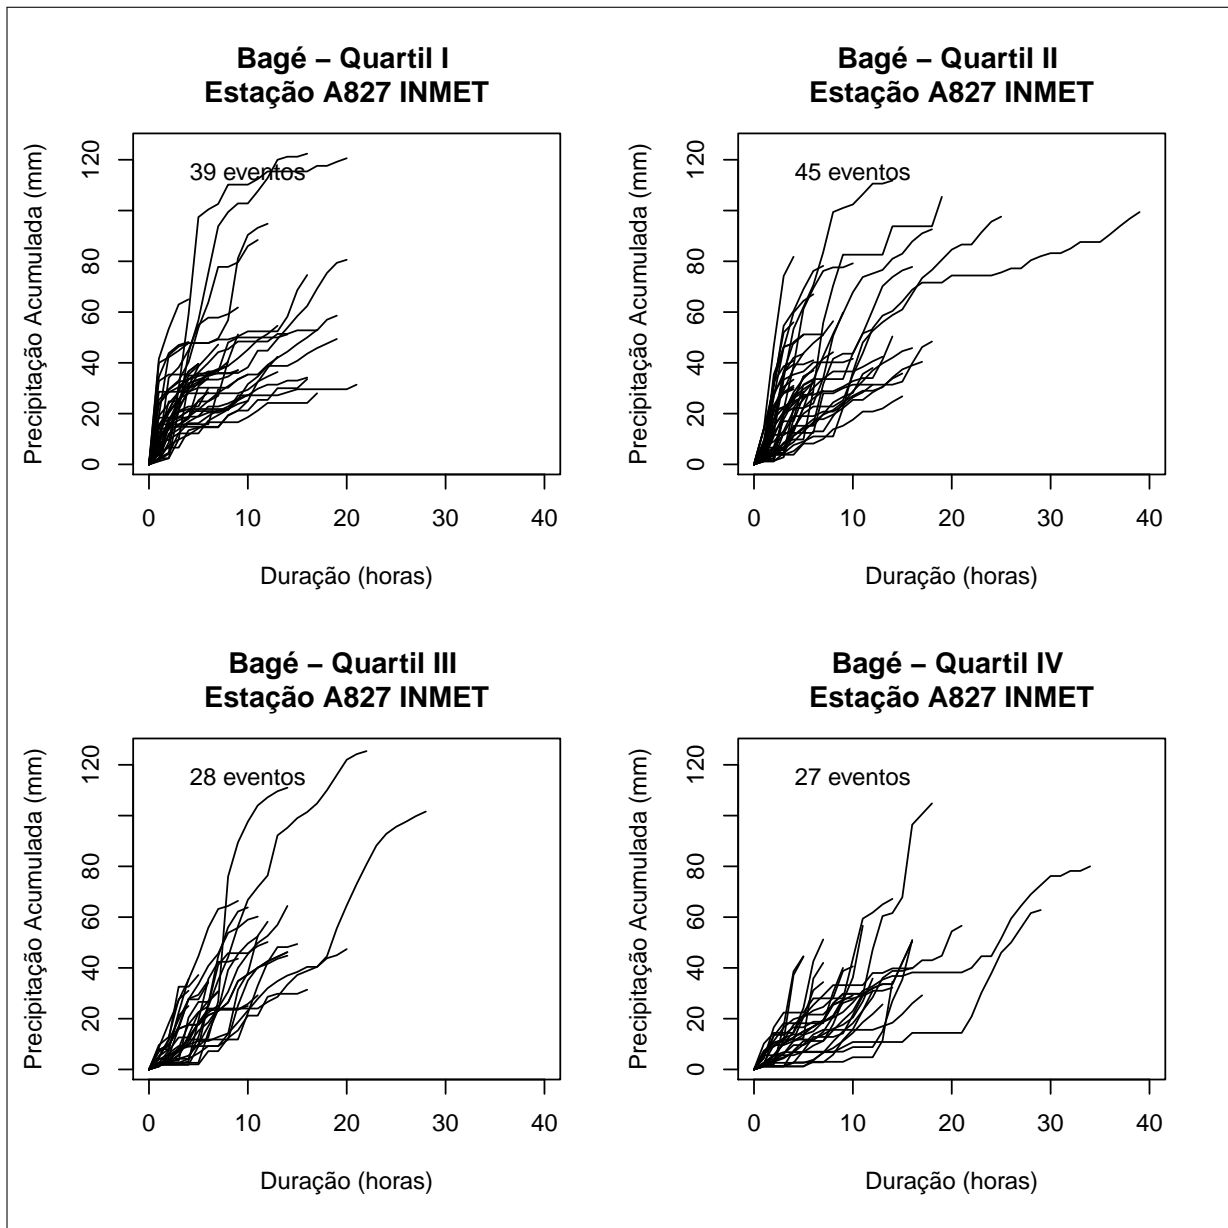 Bagé – Quartil I
Estação A827 INMET
Precipitação Acumulada (mm)
120
80
60
40
20
0
39 eventos
0 10 20 30 40
Duração (horas)
Bagé – Quartil II
Estação A827 INMET
Precipitação Acumulada (mm)
120
80
60
40
20
0
45 eventos
0 10 20 30 40
Duração (horas)
Bagé – Quartil III
Estação A827 INMET
Precipitação Acumulada (mm)
120
80
60
40
20
0
28 eventos
0 10 20 30 40
Duração (horas)
Bagé – Quartil IV
Estação A827 INMET
Precipitação Acumulada (mm)
120
80
60
40
20
0
27 eventos
0 10 20 30 40
Duração (horas)